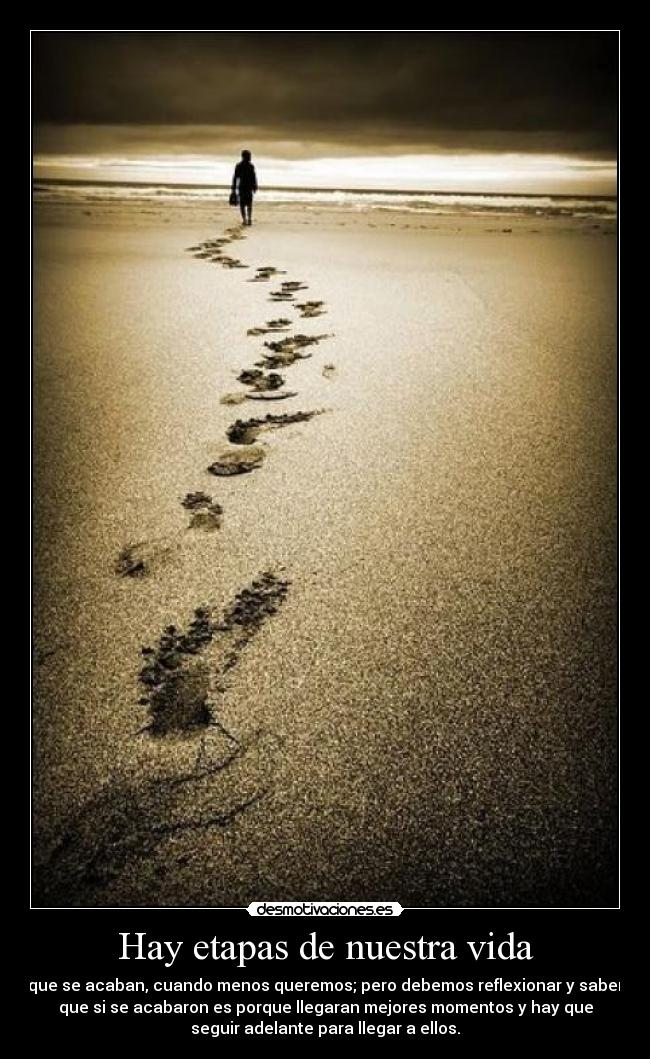 desmotivaciones.es
Hay etapas de nuestra vida
que se acaban, cuando menos queremos; pero debemos reflexionar y saber
que si se acabaron es porque llegaran mejores momentos y hay que
seguir adelante para llegar a ellos.